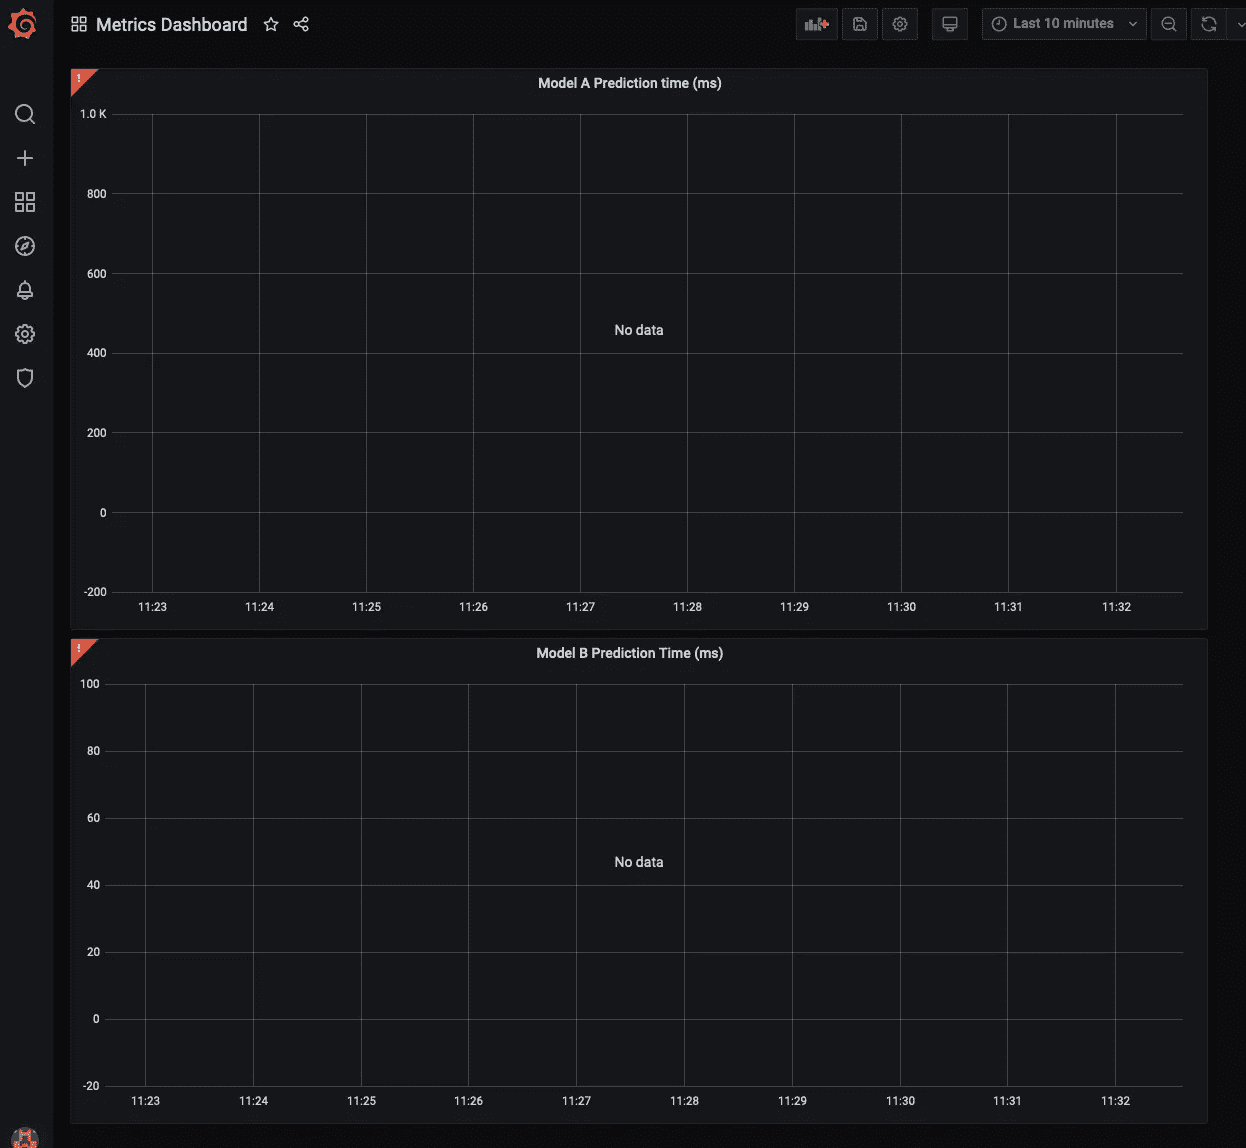 Metrics Dashboard
Last 10 minutes
!
Model A Prediction time (ms)
1.0 K
800
600
No data
400
200
0
-200
11:23 11:24 11:25 11:26 11:27 11:28 11:29 11:30 11:31 11:32
!
Model B Prediction Time (ms)
100
80
60
No data
40
20
0
-20
11:23 11:24 11:25 11:26 11:27 11:28 11:29 11:30 11:31 11:32